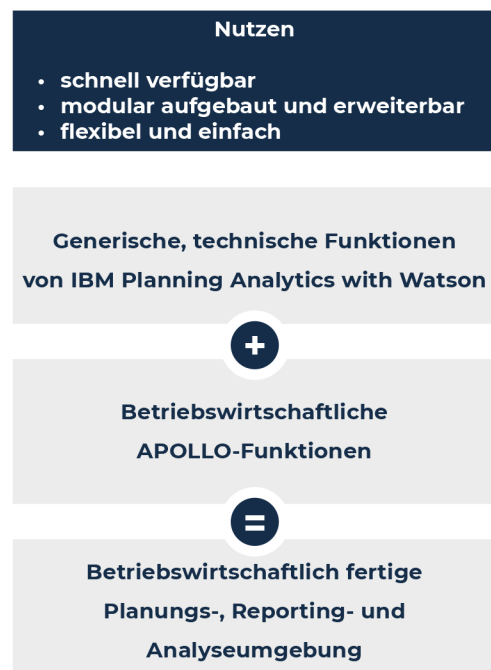 Nutzen
• schnell verfügbar
• modular aufgebaut und erweiterbar
• flexibel und einfach
Generische, technische Funktionen
von IBM Planning Analytics with Watson
+
Betriebswirtschaftliche
APOLLO-Funktionen
=
Betriebswirtschaftlich fertige
Planungs-, Reporting- und
Analyseumgebung